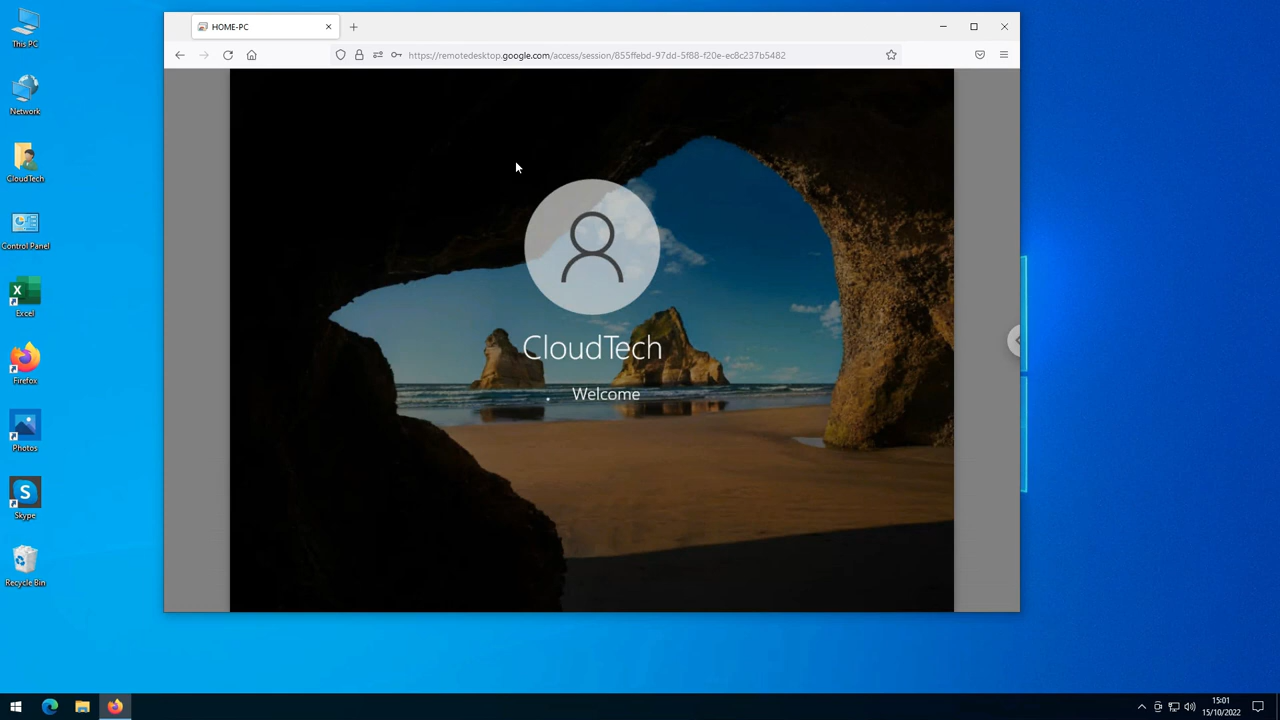 HOME-PC
https://remotedesktop.google.com/access/session/855ffebd-97dd-5f88-f20e-ec8c237b5482
This PC
Network
CloudTech
Control Panel
Excel
Firefox
Photos
Skype
Recycle Bin
CloudTech
Welcome
15:01
15/10/2022